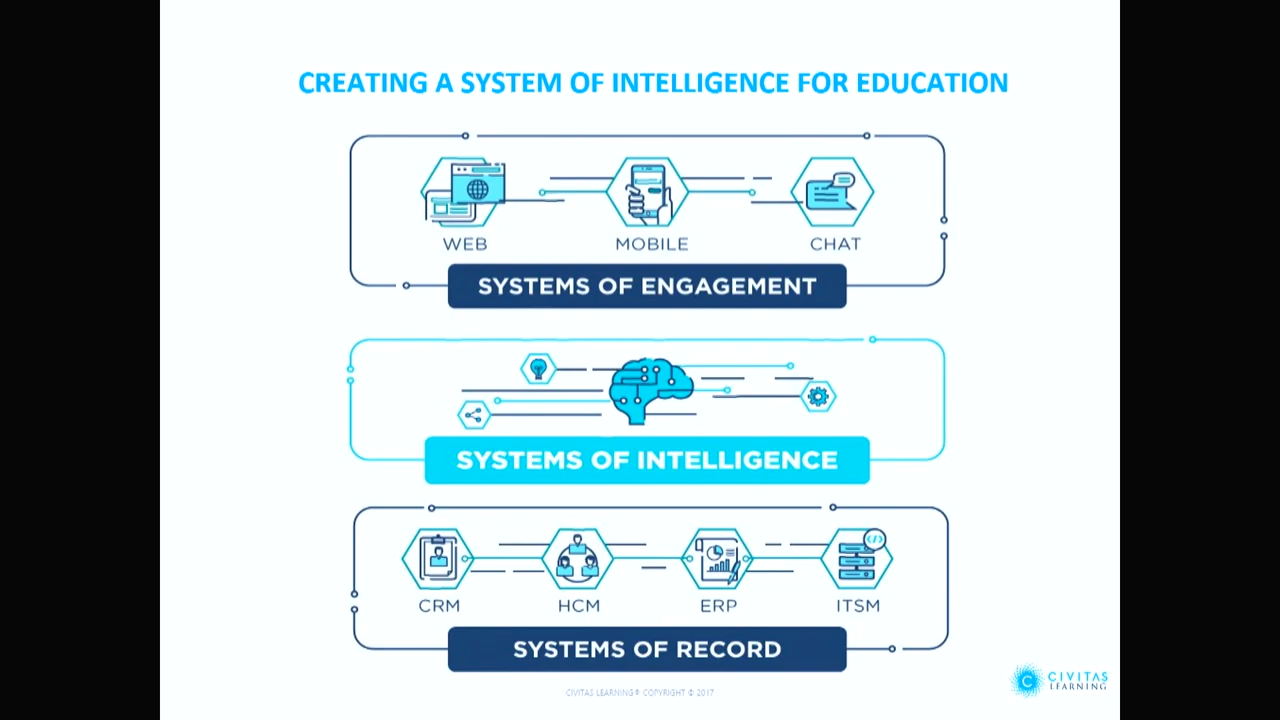 CREATING A SYSTEM OF INTELLIGENCE FOR EDUCATION
WEB
MOBILE
CHAT
SYSTEMS OF ENGAGEMENT
SYSTEMS OF INTELLIGENCE
CRM
HCM
ERP
ITSM
SYSTEMS OF RECORD
CIVITAS LEARNING® COPYRIGHT © 2017
C
CIVITAS
LEARNING